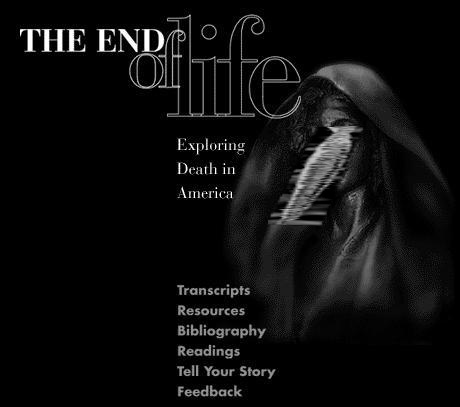 THE END
of life
Exploring
Death in
America
Transcripts
Resources
Bibliography
Readings
Tell Your Story
Feedback